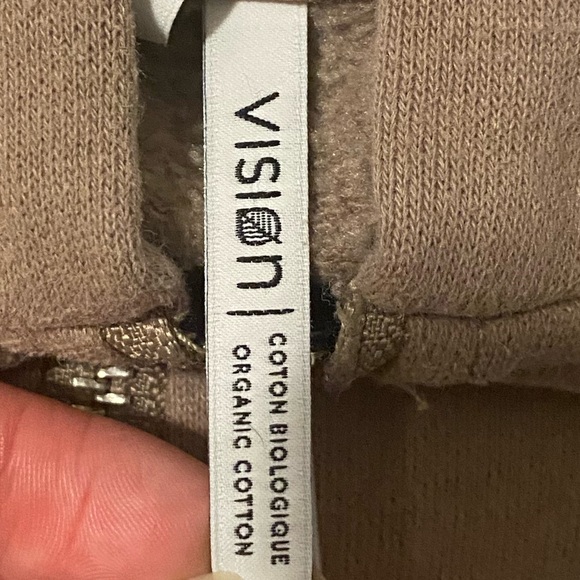 VISION |
COTON BIOLOGIQUE
ORGANIC COTTON